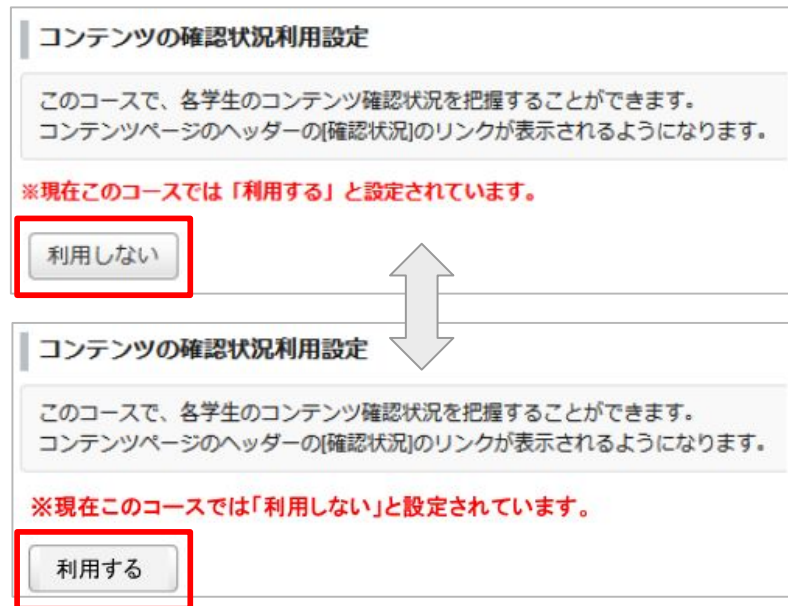 コンテンツの確認状況利用設定
このコースで、各学生のコンテンツ確認状況を把握することができます。
コンテンツページのヘッダーの[確認状況]のリンクが表示されるようになります。
※現在このコースでは「利用する」と設定されています。
利用しない
コンテンツの確認状況利用設定
このコースで、各学生のコンテンツ確認状況を把握することができます。
コンテンツページのヘッダーの[確認状況]のリンクが表示されるようになります。
※現在このコースでは「利用しない」と設定されています。
利用する